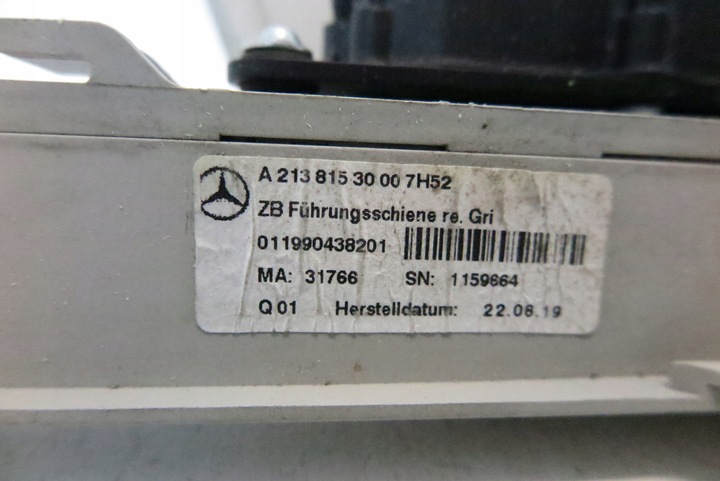 A 213 815 30 00 7H52
ZB Führungsschiene re. Gri
011990438201
MA: 31766 SN: 1159664
Q 01 Herstelldatum: 22.08.19